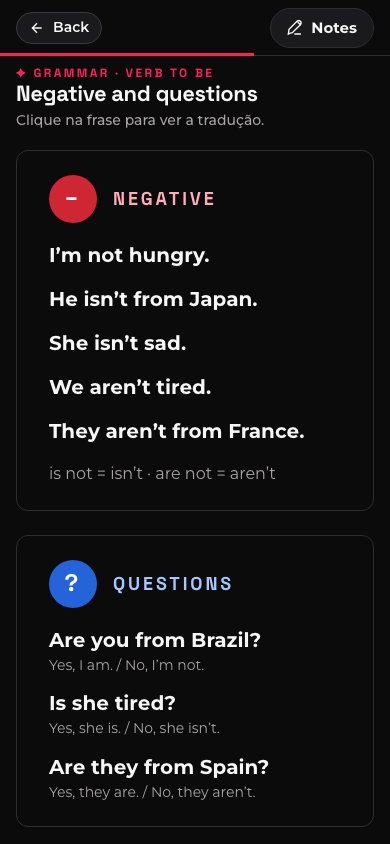 ← Back
Notes
✦ GRAMMAR · VERB TO BE
Negative and questions
Clique na frase para ver a tradução.
– NEGATIVE
I’m not hungry.
He isn’t from Japan.
She isn’t sad.
We aren’t tired.
They aren’t from France.
is not = isn’t · are not = aren’t
? QUESTIONS
Are you from Brazil?
Yes, I am. / No, I’m not.
Is she tired?
Yes, she is. / No, she isn’t.
Are they from Spain?
Yes, they are. / No, they aren’t.